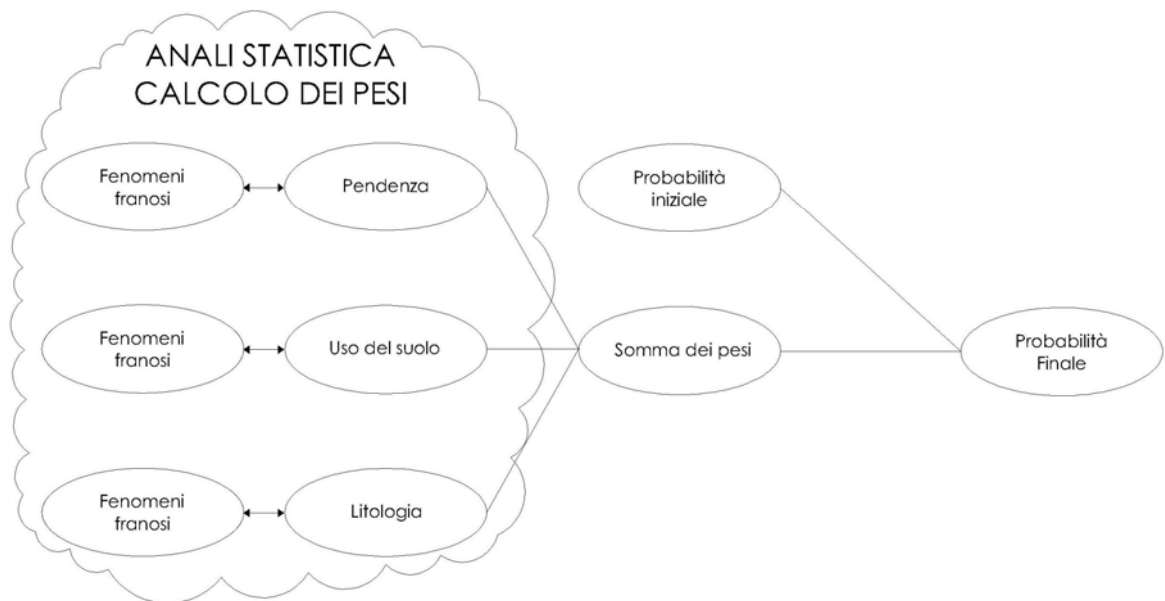 ANALI STATISTICA
CALCOLO DEI PESI
Fenomeni
franosi
Pendenza
Probabilità
iniziale
Fenomeni
franosi
Uso del suolo
Somma dei pesi
Probabilità
Finale
Fenomeni
franosi
Litologia